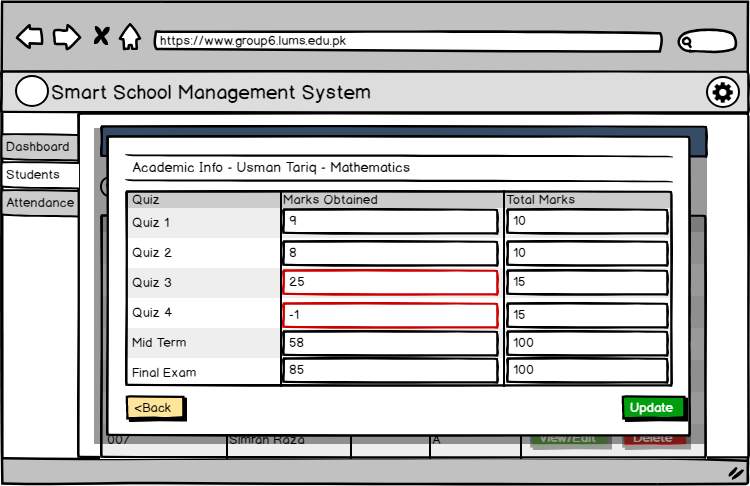 https://www.group6.lums.edu.pk
Smart School Management System
Dashboard
Students
Attendance
Academic Info - Usman Tariq - Mathematics
Quiz Marks Obtained Total Marks
Quiz 1 9 10
Quiz 2 8 10
Quiz 3 25 15
Quiz 4 -1 15
Mid Term 58 100
Final Exam 85 100
<Back Update
007 Simran Raza A View/Edit Delete